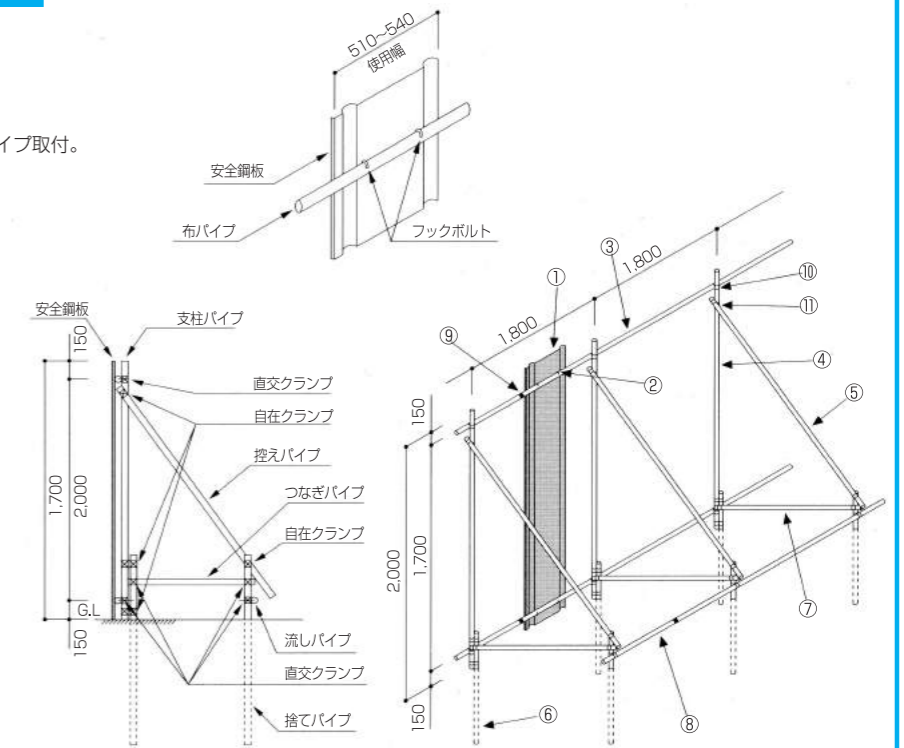 510~540
使用幅
イプ取付。
安全鋼板
布パイプ
フックボルト
安全鋼板
支柱パイプ
150
直交クランプ
自在クランプ
控えパイプ
1,700
2,000
つなぎパイプ
自在クランプ
G.L
150
流しパイプ
直交クランプ
捨てパイプ
1,800
1,800
①
②
③
④
⑤
⑥
⑦
⑧
⑨
⑩
⑪
150
2,000
1,700
150